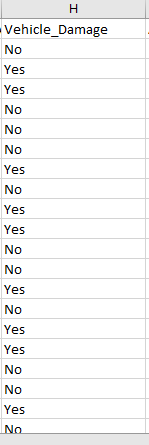 H
Vehicle_Damage
No
Yes
Yes
No
No
No
Yes
No
Yes
Yes
No
No
Yes
No
Yes
Yes
No
No
Yes
No